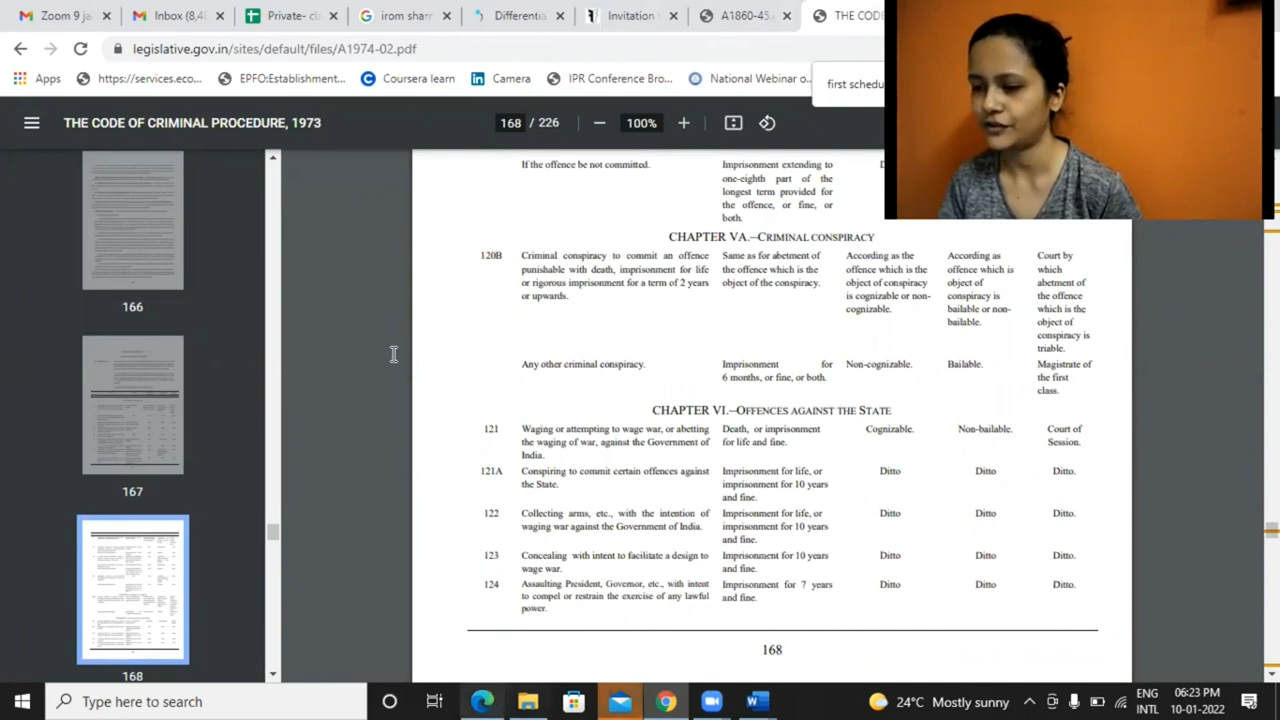 Zoom 9 ja
Inbox (3,4
Private- cl
irom sharm
Differentia
Invitation
A1860-45.
THE COD
legislative.gov.in/sites/default/files/A1974-02.pdf
Apps
https://services.eco...
EPFO:Establishment...
Coursera learn
Camera
IPR Conference Bro...
National Webinar o
first schedu
THE CODE OF CRIMINAL PROCEDURE, 1973
168 / 226
100%
166
167
168
If the offence be not committed.
Imprisonment extending to
one-eighth part of the
longest term provided for
the offence, or fine, or
both.
CHAPTER VA.–CRIMINAL CONSPIRACY
120B
Criminal conspiracy to commit an offence
punishable with death, imprisonment for life
or rigorous imprisonment for a term of 2 years
or upwards.
Same as for abetment of
the offence which is the
object of the conspiracy.
According as the
offence which is the
object of conspiracy
is cognizable or non-
cognizable.
According as
offence which is
object of
conspiracy is
bailable or non-
bailable.
Court by
which
abetment of
the offence
which is the
object of
conspiracy is
triable.
Any other criminal conspiracy.
Imprisonment for
6 months, or fine, or both.
Non-cognizable.
Bailable.
Magistrate of
the first
class.
CHAPTER VI.–OFFENCES AGAINST THE STATE
121
Waging or attempting to wage war, or abetting
the waging of war, against the Government of
India.
Death, or imprisonment
for life and fine.
Cognizable.
Non-bailable.
Court of
Session.
121A
Conspiring to commit certain offences against
the State.
Imprisonment for life, or
imprisonment for 10 years
and fine.
Ditto
Ditto
Ditto.
122
Collecting arms, etc., with the intention of
waging war against the Government of India.
Imprisonment for life, or
imprisonment for 10 years
and fine.
Ditto
Ditto
Ditto.
123
Concealing with intent to facilitate a design to
wage war.
Imprisonment for 10 years
and fine.
Ditto
Ditto
Ditto.
124
Assaulting President, Governor, etc., with intent
to compel or restrain the exercise of any lawful
power.
Imprisonment for 7 years
and fine.
Ditto
Ditto
Ditto.
168
Type here to search
24°C Mostly sunny
ENG
INTL
06:23 PM
10-01-2022